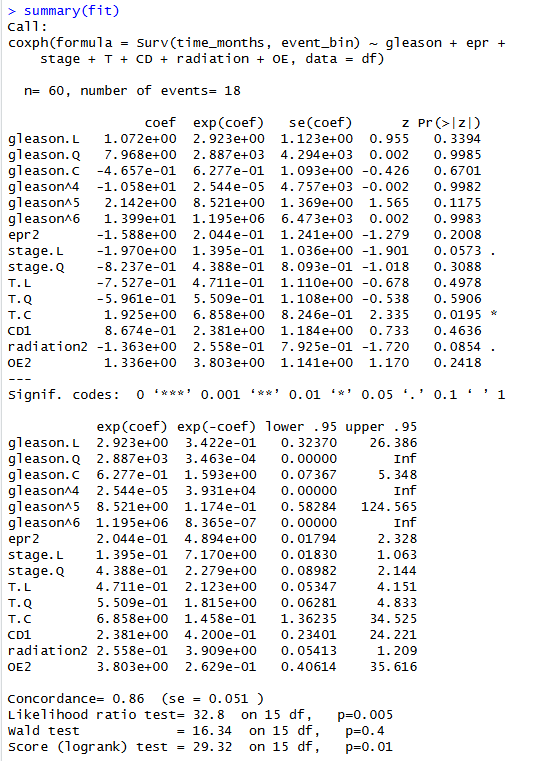 > summary(fit)
Call:
coxph(formula = Surv(time_months, event_bin) ~ gleason + epr +
    stage + T + CD + radiation + OE, data = df)

  n= 60, number of events= 18

                 coef  exp(coef)   se(coef)      z Pr(>|z|)
gleason.L   1.072e+00  2.923e+00  1.123e+00  0.955   0.3394
gleason.Q   7.968e+00  2.887e+03  4.294e+03  0.002   0.9985
gleason.C  -4.657e-01  6.277e-01  1.093e+00 -0.426   0.6701
gleason^4  -1.058e+01  2.544e-05  4.757e+03 -0.002   0.9982
gleason^5   2.142e+00  8.521e+00  1.369e+00  1.565   0.1175
gleason^6   1.399e+01  1.195e+06  6.473e+03  0.002   0.9983
epr2       -1.588e+00  2.044e-01  1.241e+00 -1.279   0.2008
stage.L    -1.970e+00  1.395e-01  1.036e+00 -1.901   0.0573 .
stage.Q    -8.237e-01  4.388e-01  8.093e-01 -1.018   0.3088
T.L        -7.527e-01  4.711e-01  1.110e+00 -0.678   0.4978
T.Q        -5.961e-01  5.509e-01  1.108e+00 -0.538   0.5906
T.C         1.925e+00  6.858e+00  8.246e-01  2.335   0.0195 *
CD1         8.674e-01  2.381e+00  1.184e+00  0.733   0.4636
radiation2 -1.363e+00  2.558e-01  7.925e-01 -1.720   0.0854 .
OE2         1.336e+00  3.803e+00  1.141e+00  1.170   0.2418
---
Signif. codes:  0 ‘***’ 0.001 ‘**’ 0.01 ‘*’ 0.05 ‘.’ 0.1 ‘ ’ 1

           exp(coef) exp(-coef) lower .95 upper .95
gleason.L  2.923e+00  3.422e-01   0.32370    26.386
gleason.Q  2.887e+03  3.463e-04   0.00000       Inf
gleason.C  6.277e-01  1.593e+00   0.07367     5.348
gleason^4  2.544e-05  3.931e+04   0.00000       Inf
gleason^5  8.521e+00  1.174e-01   0.58284   124.565
gleason^6  1.195e+06  8.365e-07   0.00000       Inf
epr2       2.044e-01  4.894e+00   0.01794     2.328
stage.L    1.395e-01  7.170e+00   0.01830     1.063
stage.Q    4.388e-01  2.279e+00   0.08982     2.144
T.L        4.711e-01  2.123e+00   0.05347     4.151
T.Q        5.509e-01  1.815e+00   0.06281     4.833
T.C        6.858e+00  1.458e-01   1.36235    34.525
CD1        2.381e+00  4.200e-01   0.23401    24.221
radiation2 2.558e-01  3.909e+00   0.05413     1.209
OE2        3.803e+00  2.629e-01   0.40614    35.616

Concordance= 0.86  (se = 0.051 )
Likelihood ratio test= 32.8  on 15 df,   p=0.005
Wald test            = 16.34  on 15 df,   p=0.4
Score (logrank) test = 29.32  on 15 df,   p=0.01